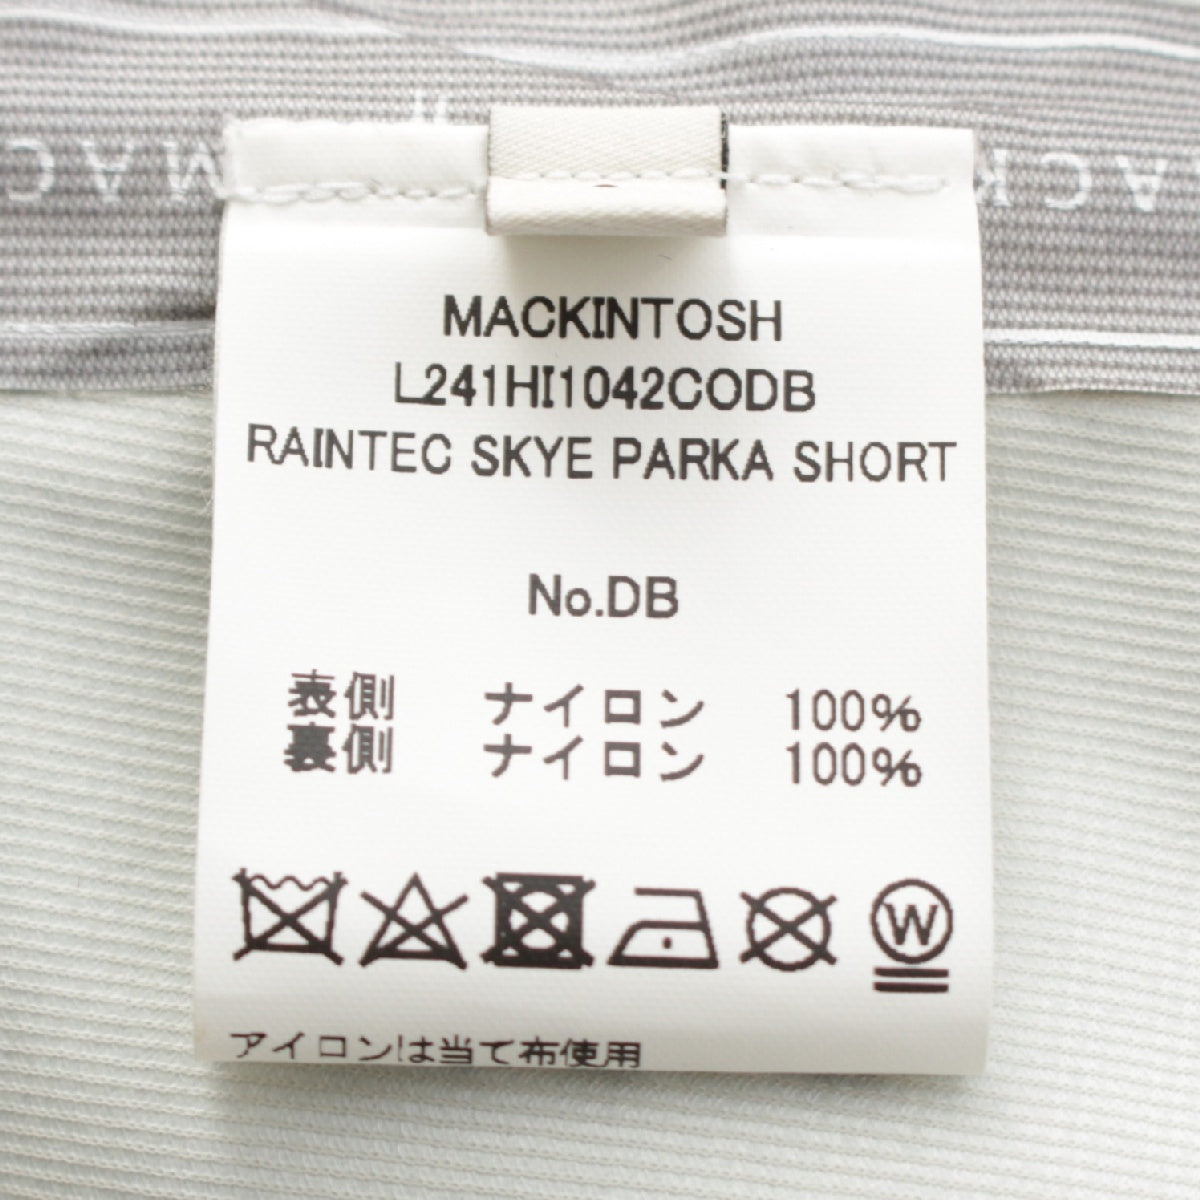 MACKINTOSH
L241HI1042CODB
RAINTEC SKYE PARKA SHORT
No.DB
表側 ナイロン 100%
裏側 ナイロン 100%
W
アイロンは当て布使用